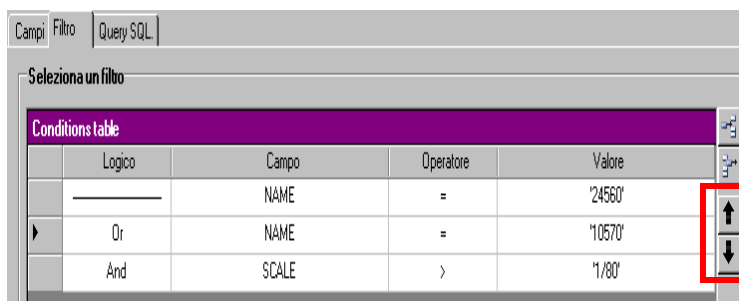 Campi Filtro Query SQL.
Seleziona un filtro
Conditions table
Logico Campo Operatore Valore
NAME = '24560'
Or NAME = '10570'
And SCALE > '1/80'